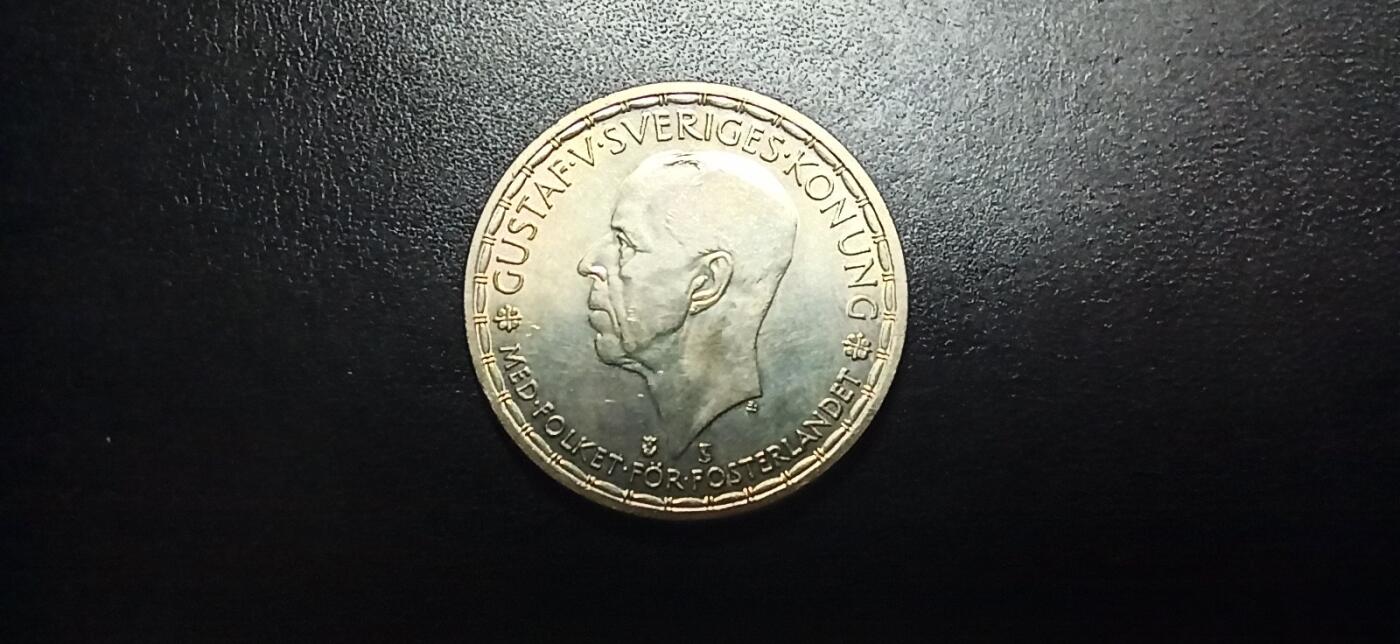 GUSTAF·V·SVERIGES·KONUNG
MED·FOLKET·FÖR·FOSTERLANDET